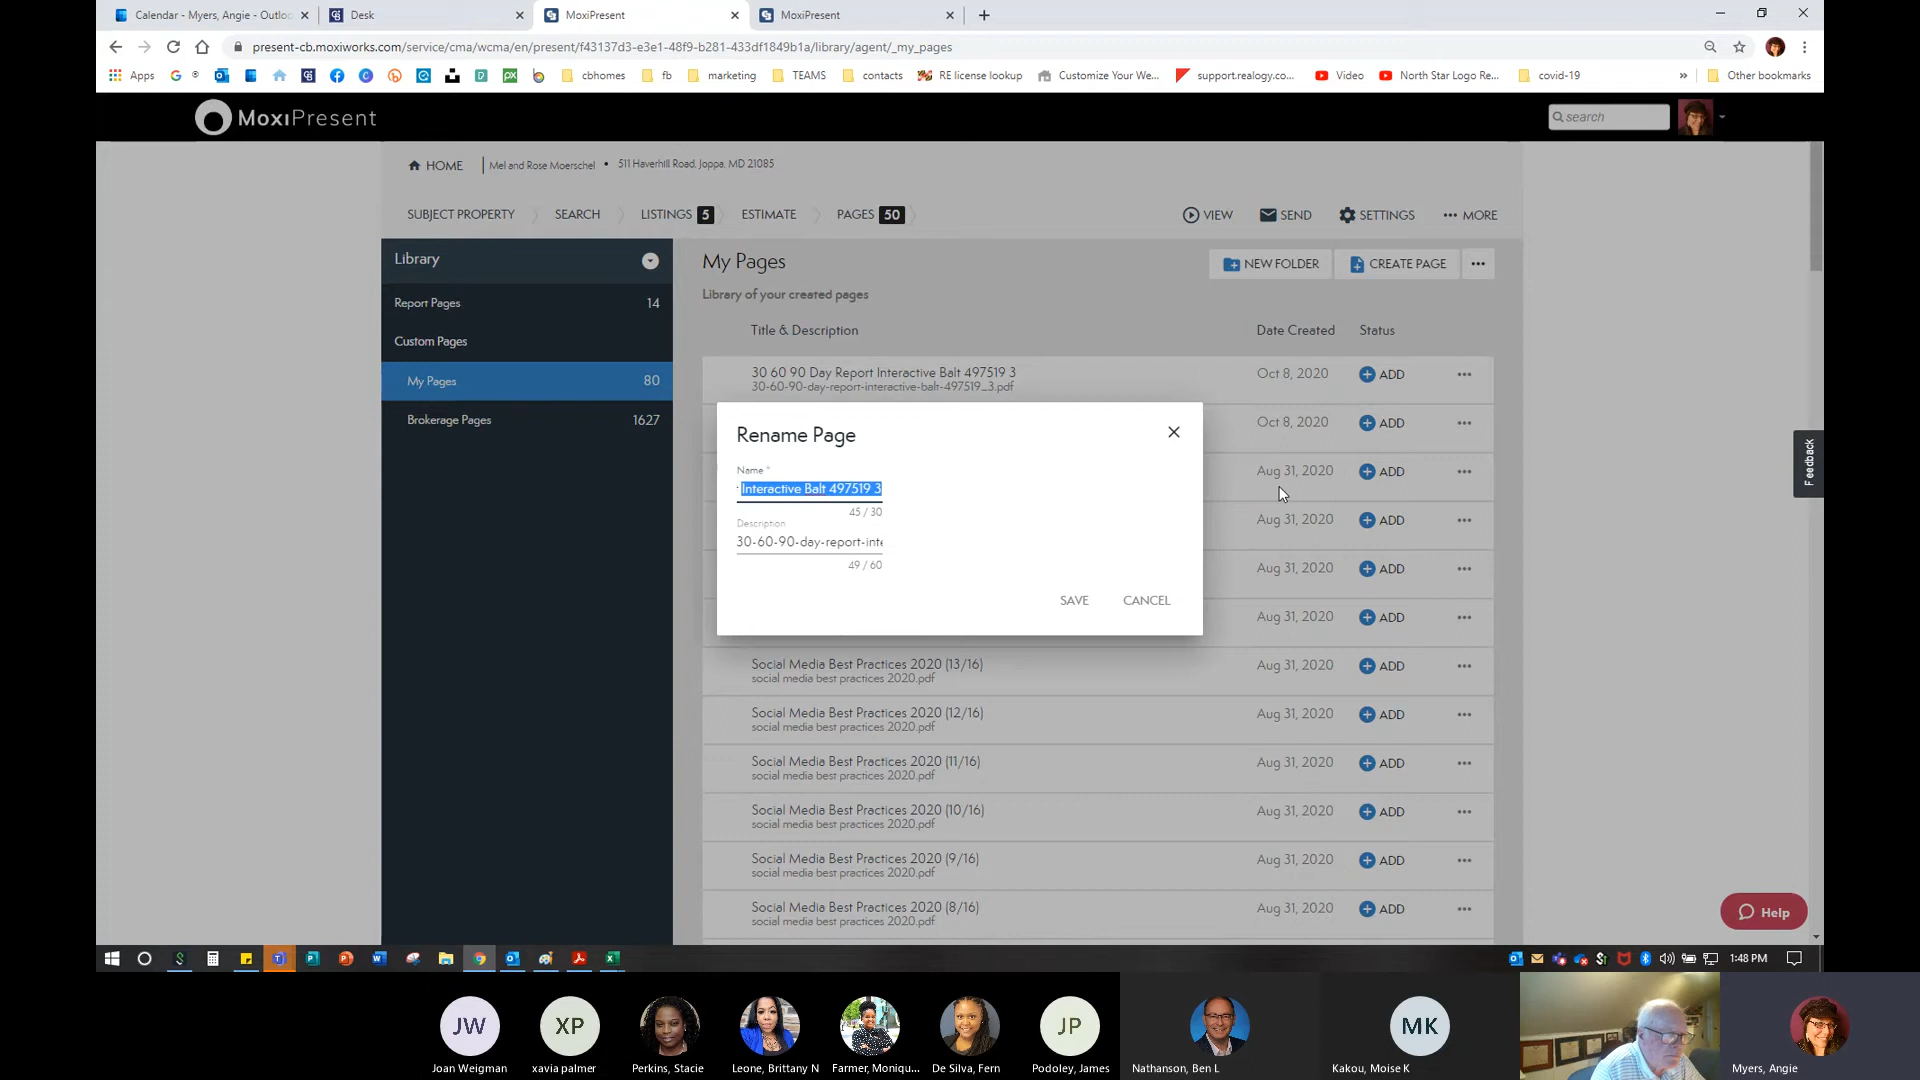 Calendar - Myers, Angie - Outloo
Desk
MoxiPresent
MoxiPresent
present-cb.moxiworks.com/service/cma/wcma/en/present/f43137d3-e3e1-48f9-b281-433df1849b1a/library/agent/_my_pages
Apps
cbhomes
fb
marketing
TEAMS
contacts
RE license lookup
Customize Your We...
support.realogy.co...
Video
North Star Logo Re...
covid-19
»
Other bookmarks
MoxiPresent
search
HOME
Mel and Rose Moerschel • 511 Haverhill Road, Joppa, MD 21085
SUBJECT PROPERTY
SEARCH
LISTINGS 5
ESTIMATE
PAGES 50
VIEW
SEND
SETTINGS
MORE
Library
Report Pages 14
Custom Pages
My Pages 80
Brokerage Pages 1627
My Pages
NEW FOLDER
CREATE PAGE
Library of your created pages
Title & Description
Date Created
Status
30 60 90 Day Report Interactive Balt 497519 3
30-60-90-day-report-interactive-balt-497519_3.pdf
Oct 8, 2020
ADD
Oct 8, 2020
ADD
Aug 31, 2020
ADD
Aug 31, 2020
ADD
Aug 31, 2020
ADD
Aug 31, 2020
ADD
Rename Page
Name *
Interactive Balt 497519 3
45 / 30
Description
30-60-90-day-report-inte
49 / 60
SAVE
CANCEL
Social Media Best Practices 2020 (13/16)
social media best practices 2020.pdf
Aug 31, 2020
ADD
Social Media Best Practices 2020 (12/16)
social media best practices 2020.pdf
Aug 31, 2020
ADD
Social Media Best Practices 2020 (11/16)
social media best practices 2020.pdf
Aug 31, 2020
ADD
Social Media Best Practices 2020 (10/16)
social media best practices 2020.pdf
Aug 31, 2020
ADD
Social Media Best Practices 2020 (9/16)
social media best practices 2020.pdf
Aug 31, 2020
ADD
Social Media Best Practices 2020 (8/16)
social media best practices 2020.pdf
Aug 31, 2020
ADD
Feedback
Help
1:48 PM
JW
XP
JP
MK
Joan Weigman
xavia palmer
Perkins, Stacie
Leone, Brittany N
Farmer, Moniqu...
De Silva, Fern
Podoley, James
Nathanson, Ben L
Kakou, Moise K
Myers, Angie